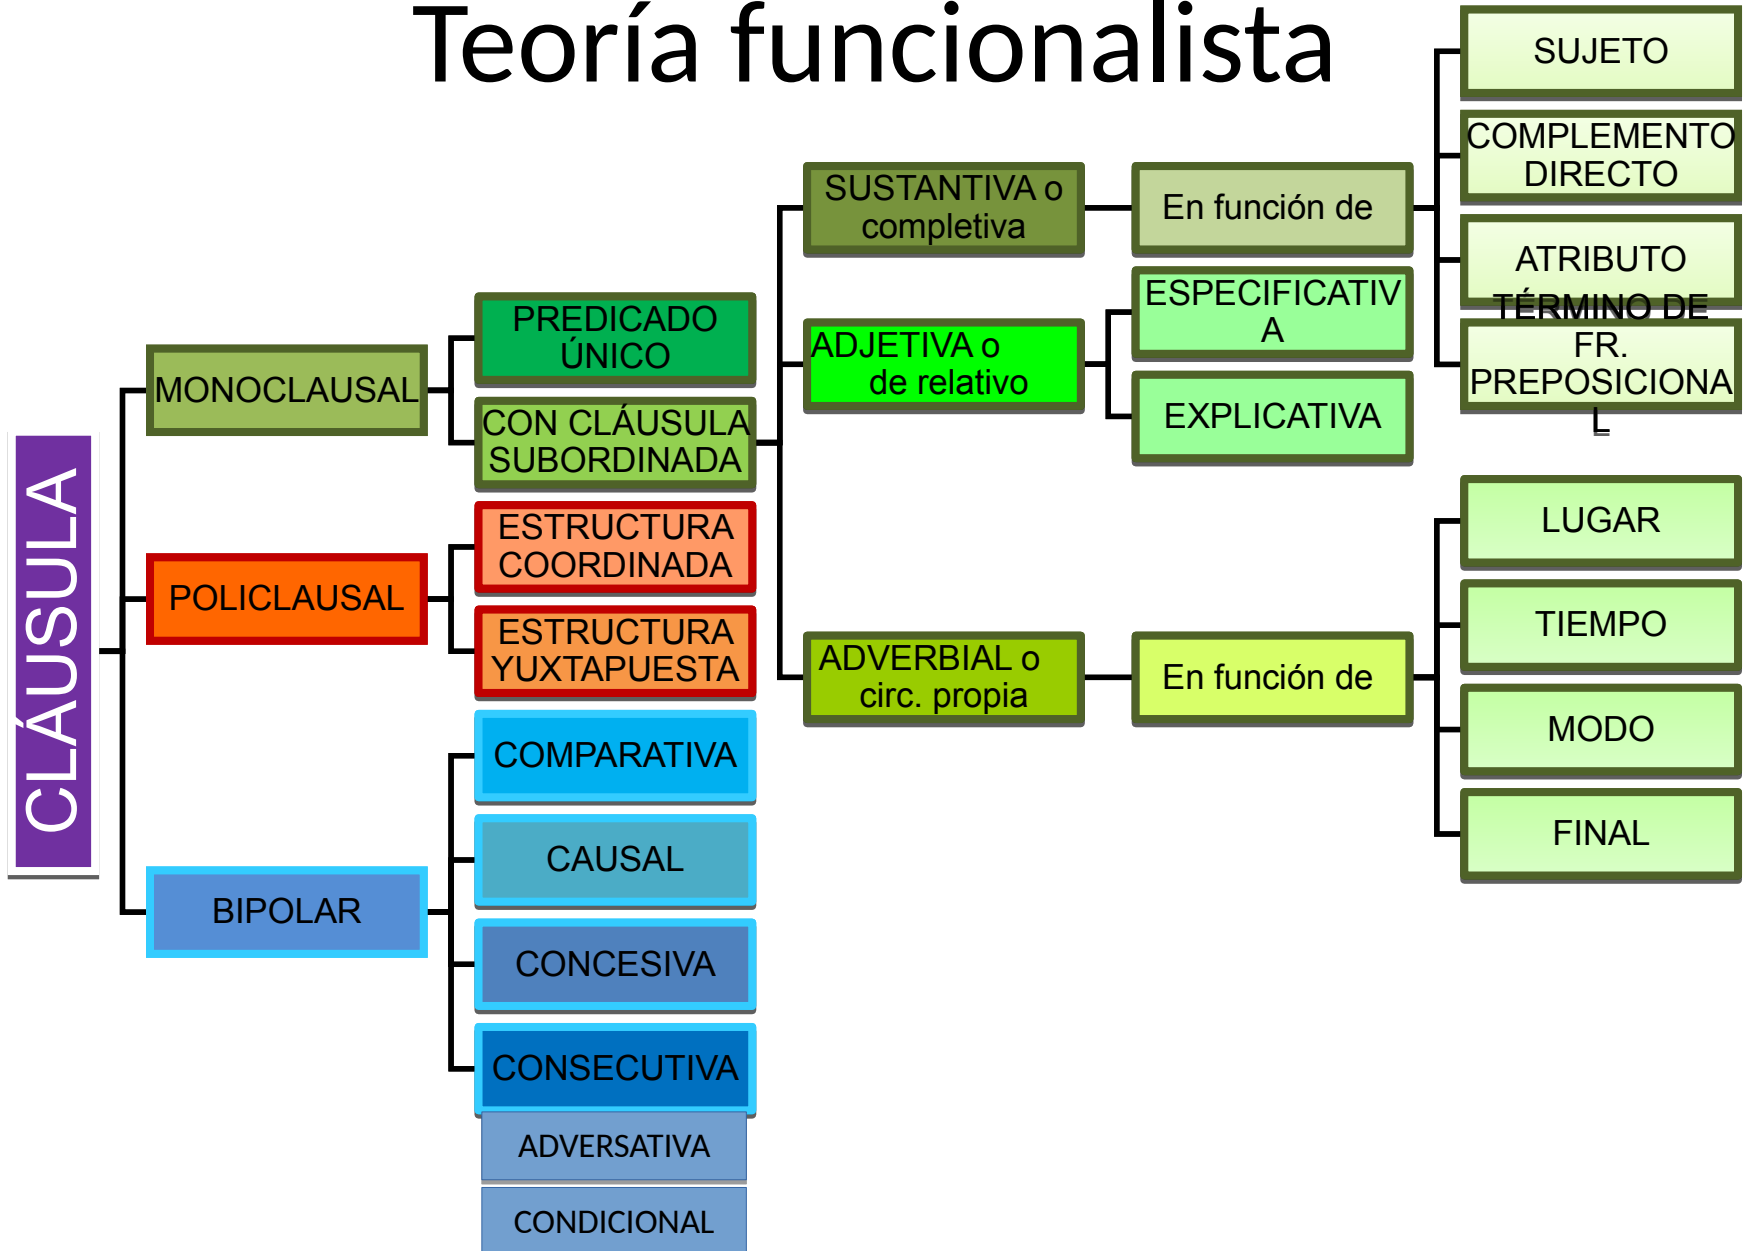 Teoría funcionalista
CLÁUSULA
MONOCLAUSAL
PREDICADO
ÚNICO
CON CLÁUSULA
SUBORDINADA
SUSTANTIVA o
completiva
En función de
SUJETO
COMPLEMENTO
DIRECTO
ATRIBUTO
TÉRMINO DE
FR.
PREPOSICIONA
L
ADJETIVA o
de relativo
ESPECIFICATIV
A
EXPLICATIVA
ADVERBIAL o
circ. propia
En función de
LUGAR
TIEMPO
MODO
FINAL
POLICLAUSAL
ESTRUCTURA
COORDINADA
ESTRUCTURA
YUXTAPUESTA
BIPOLAR
COMPARATIVA
CAUSAL
CONCESIVA
CONSECUTIVA
ADVERSATIVA
CONDICIONAL